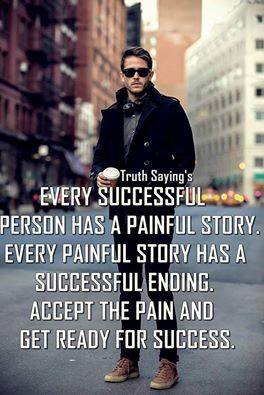 Truth Saying's
EVERY SUCCESSFUL
PERSON HAS A PAINFUL STORY.
EVERY PAINFUL STORY HAS A
SUCCESSFUL ENDING.
ACCEPT THE PAIN AND
GET READY FOR SUCCESS.